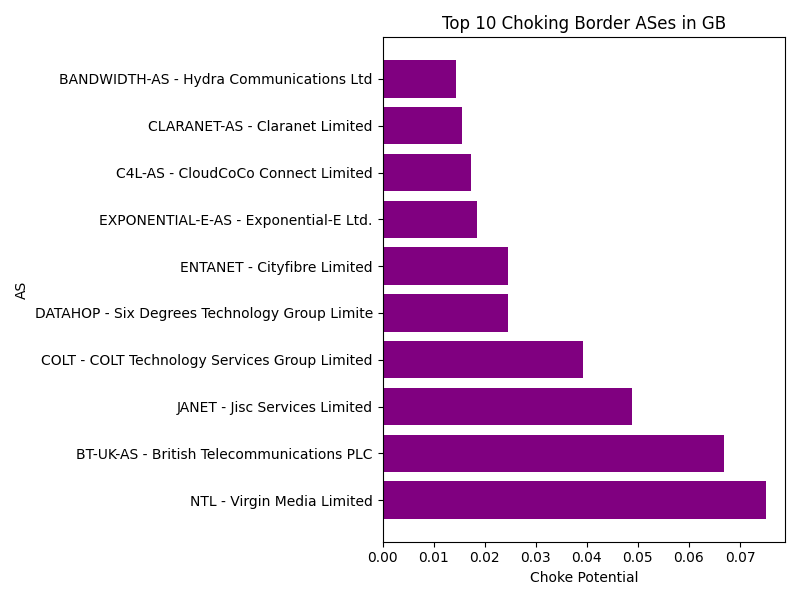 Top 10 Choking Border ASes in GB
BANDWIDTH-AS - Hydra Communications Ltd
CLARANET-AS - Claranet Limited
C4L-AS - CloudCoCo Connect Limited
EXPONENTIAL-E-AS - Exponential-E Ltd.
ENTANET - Cityfibre Limited
DATAHOP - Six Degrees Technology Group Limite
COLT - COLT Technology Services Group Limited
JANET - Jisc Services Limited
BT-UK-AS - British Telecommunications PLC
NTL - Virgin Media Limited
AS
0.00 0.01 0.02 0.03 0.04 0.05 0.06 0.07
Choke Potential